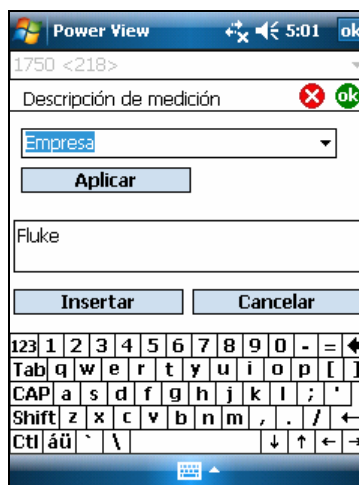 Power View 5:01 ok
1750 <218>
Descripción de medición ok
Empresa
Aplicar
Fluke
Insertar Cancelar
123 1 2 3 4 5 6 7 8 9 0 - =
Tab q w e r t y u i o p [ ]
CAP a s d f g h j k l ; '
Shift z x c v b n m , . /
Ctl áü ` \